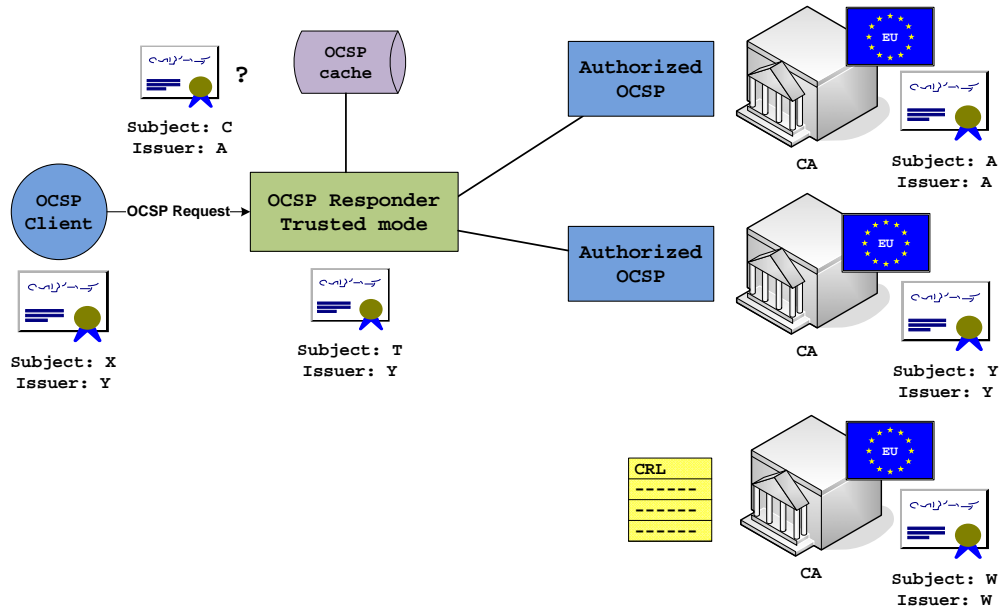 OCSP
cache
?
Subject: C
Issuer: A
OCSP
Client
OCSP Request
OCSP Responder
Trusted mode
Subject: X
Issuer: Y
Subject: T
Issuer: Y
Authorized
OCSP
EU
CA
Subject: A
Issuer: A
Authorized
OCSP
EU
CA
Subject: Y
Issuer: Y
CRL
------
------
------
EU
CA
Subject: W
Issuer: W